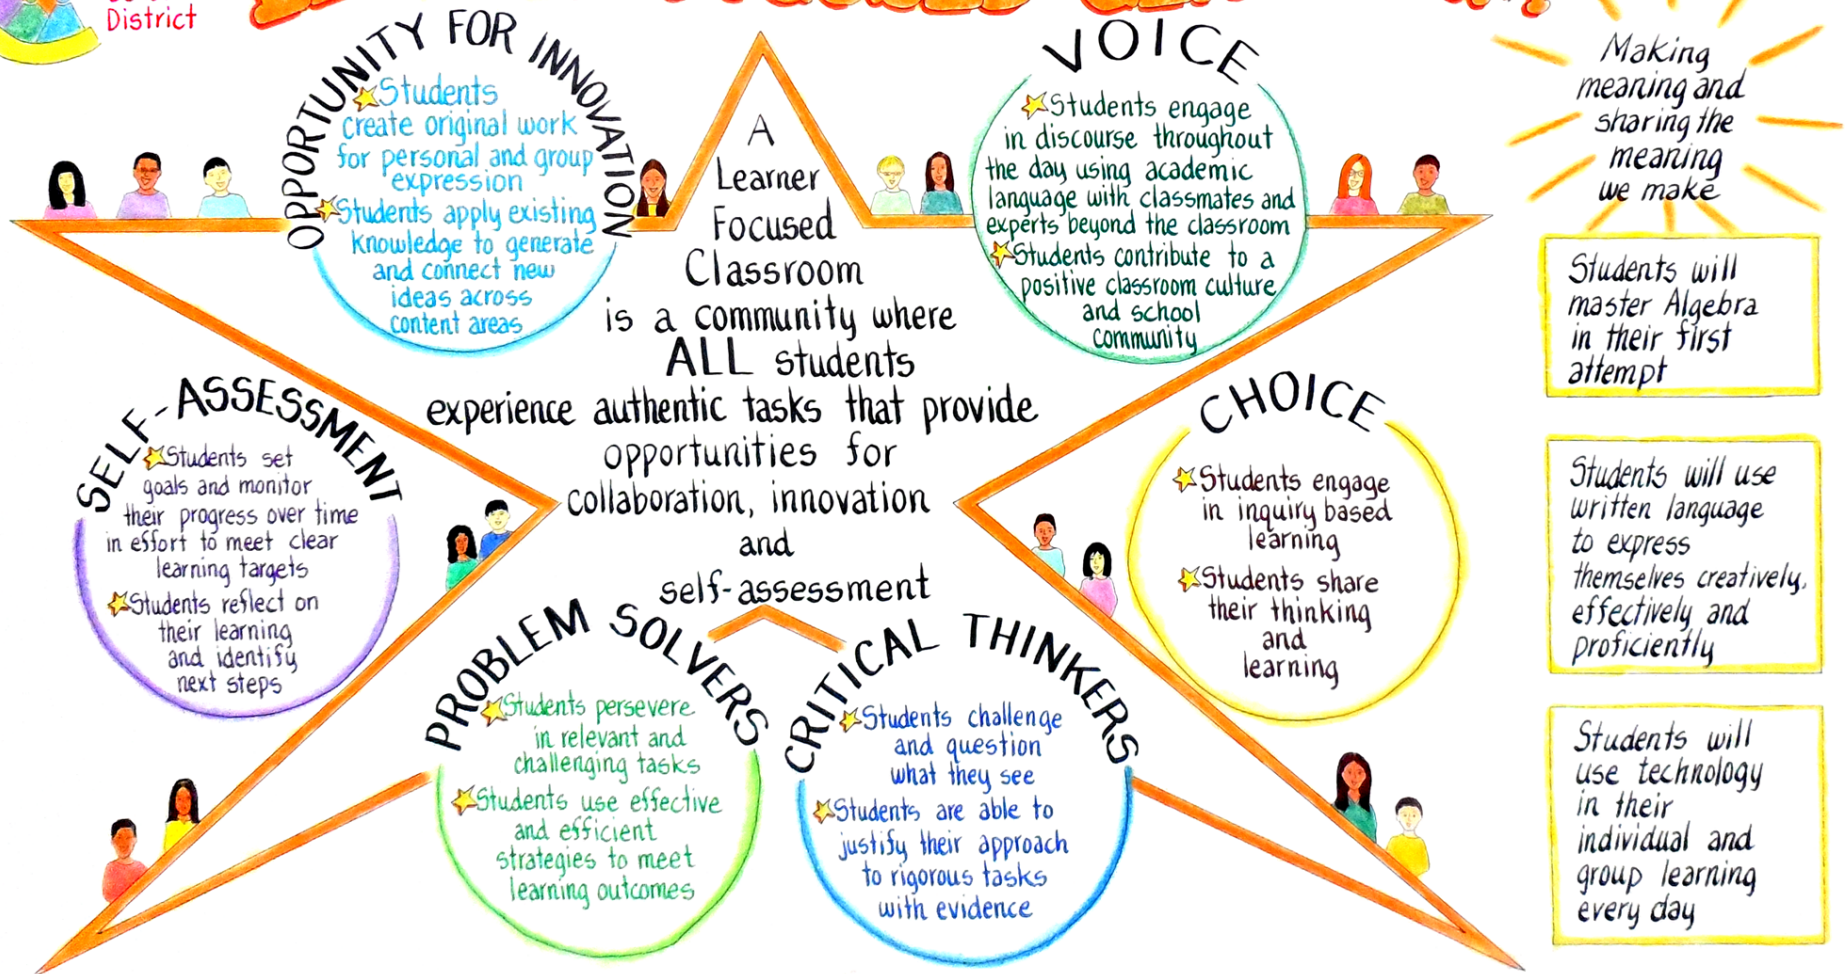 District
OPPORTUNITY FOR INNOVATION
Students
create original work
for personal and group
expression
Students apply existing
knowledge to generate
and connect new
ideas across
content areas
A
Learner
Focused
Classroom
is a community where
ALL students
experience authentic tasks that provide
opportunities for
collaboration, innovation
and
self-assessment
VOICE
Students engage
in discourse throughout
the day using academic
language with classmates and
experts beyond the classroom
Students contribute to a
positive classroom culture
and school
community
Making
meaning and
sharing the
meaning
we make
Students will
master Algebra
in their first
attempt
SELF-ASSESSMENT
Students set
goals and monitor
their progress over time
in effort to meet clear
learning targets
Students reflect on
their learning
and identify
next steps
CHOICE
Students engage
in inquiry based
learning
Students share
their thinking
and
learning
Students will use
written language
to express
themselves creatively,
effectively and
proficiently
PROBLEM SOLVERS
Students persevere
in relevant and
challenging tasks
Students use effective
and efficient
strategies to meet
learning outcomes
CRITICAL THINKERS
Students challenge
and question
what they see
Students are able to
justify their approach
to rigorous tasks
with evidence
Students will
use technology
in their
individual and
group learning
every day